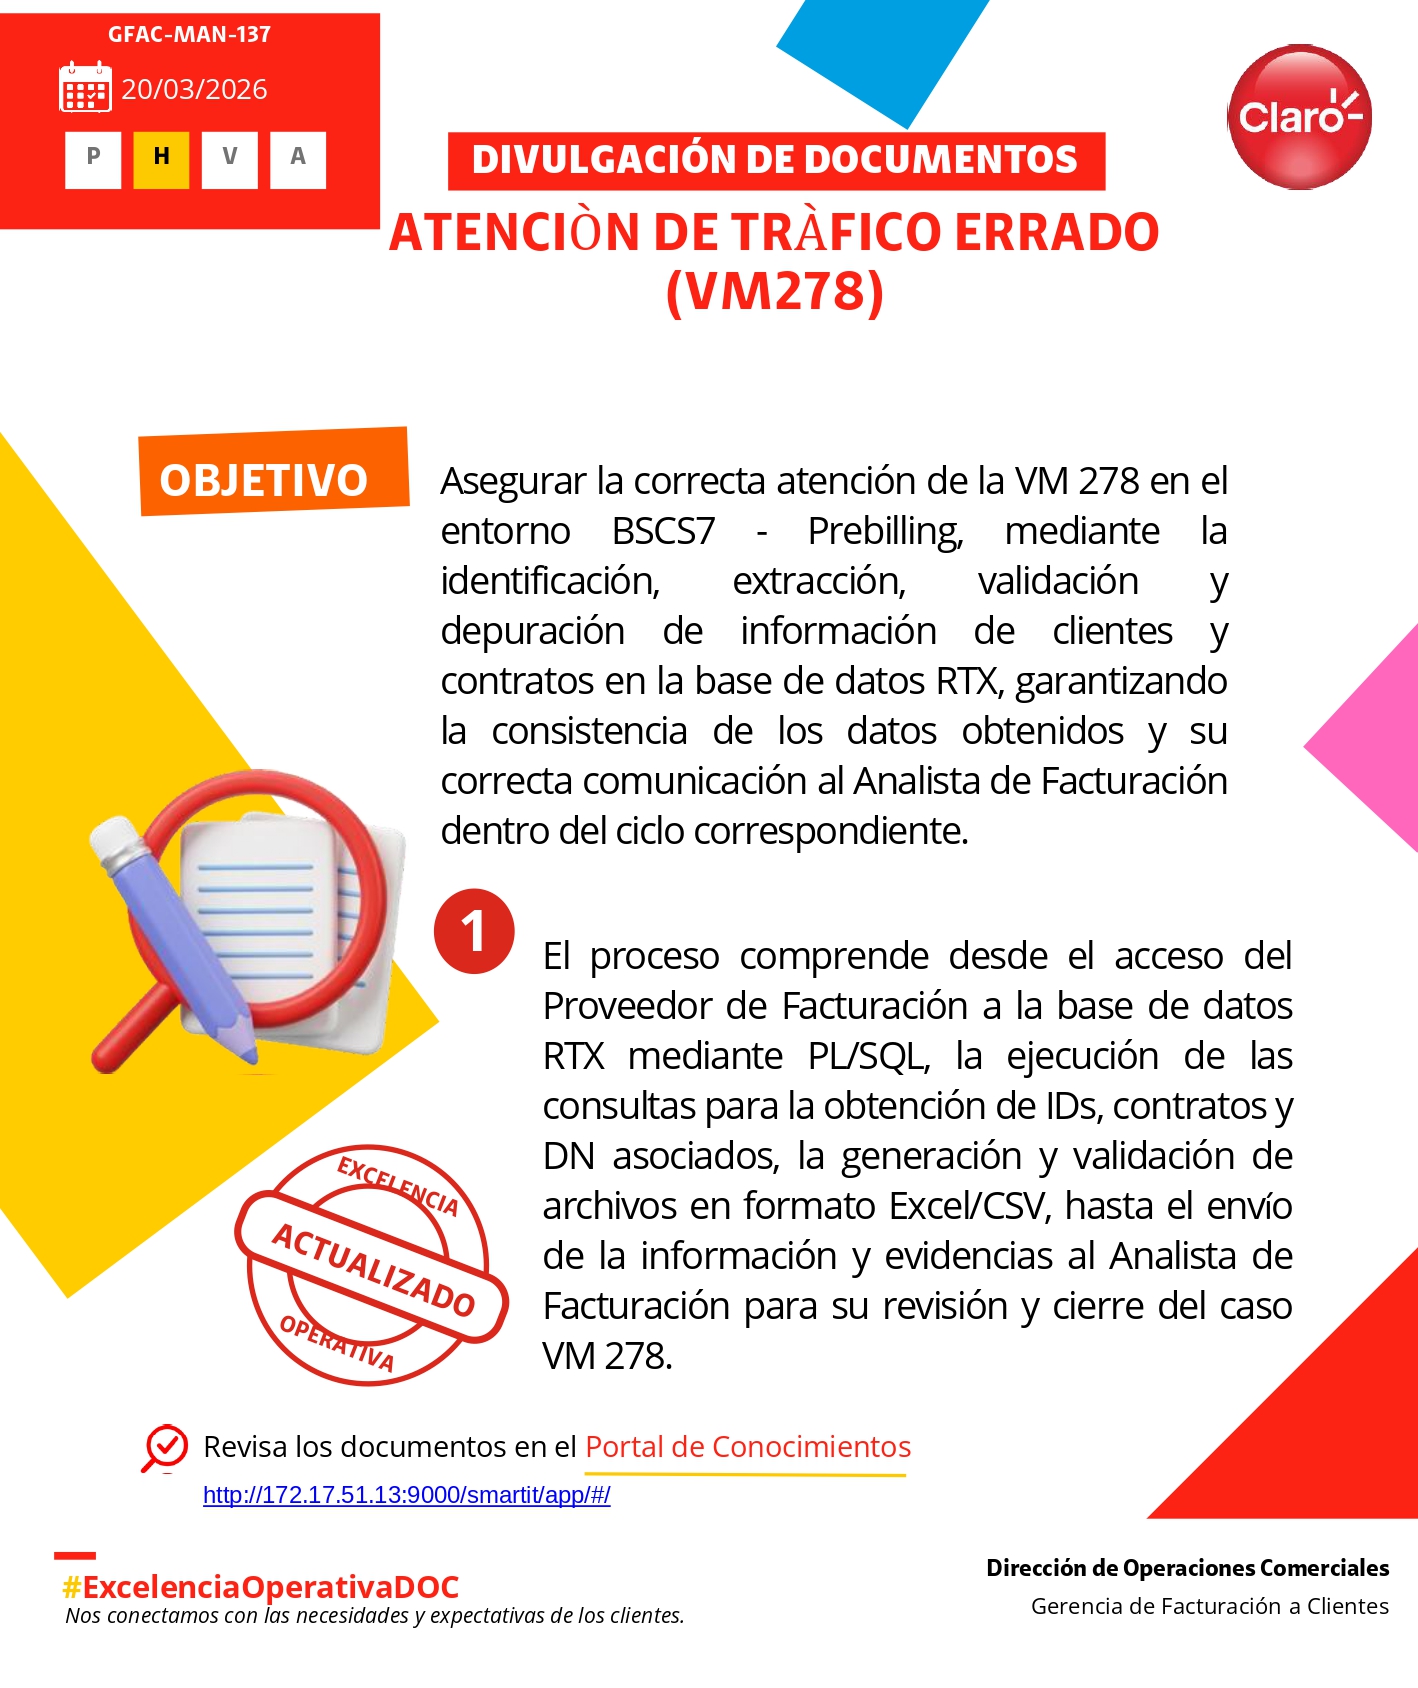 GFAC-MAN-137
20/03/2026
P H V A
Claro
DIVULGACIÓN DE DOCUMENTOS
ATENCIÒN DE TRÀFICO ERRADO
(VM278)
OBJETIVO
Asegurar la correcta atención de la VM 278 en el
entorno BSCS7 - Prebilling, mediante la
identificación, extracción, validación y
depuración de información de clientes y
contratos en la base de datos RTX, garantizando
la consistencia de los datos obtenidos y su
correcta comunicación al Analista de Facturación
dentro del ciclo correspondiente.
1
El proceso comprende desde el acceso del
Proveedor de Facturación a la base de datos
RTX mediante PL/SQL, la ejecución de las
consultas para la obtención de IDs, contratos y
DN asociados, la generación y validación de
archivos en formato Excel/CSV, hasta el envío
de la información y evidencias al Analista de
Facturación para su revisión y cierre del caso
VM 278.
EXCELENCIA
ACTUALIZADO
OPERATIVA
Revisa los documentos en el Portal de Conocimientos
http://172.17.51.13:9000/smartit/app/#/
#ExcelenciaOperativaDOC
Nos conectamos con las necesidades y expectativas de los clientes.
Dirección de Operaciones Comerciales
Gerencia de Facturación a Clientes